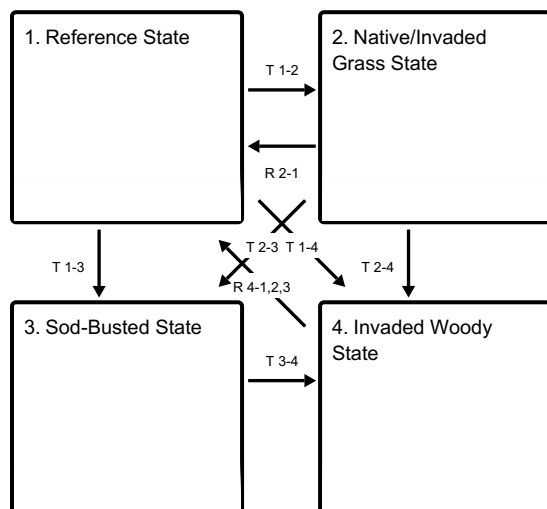 1. Reference State
2. Native/Invaded
Grass State
T 1-2
R 2-1
T 1-3
T 2-3
T 1-4
T 2-4
R 4-1,2,3
3. Sod-Busted State
4. Invaded Woody
State
T 3-4